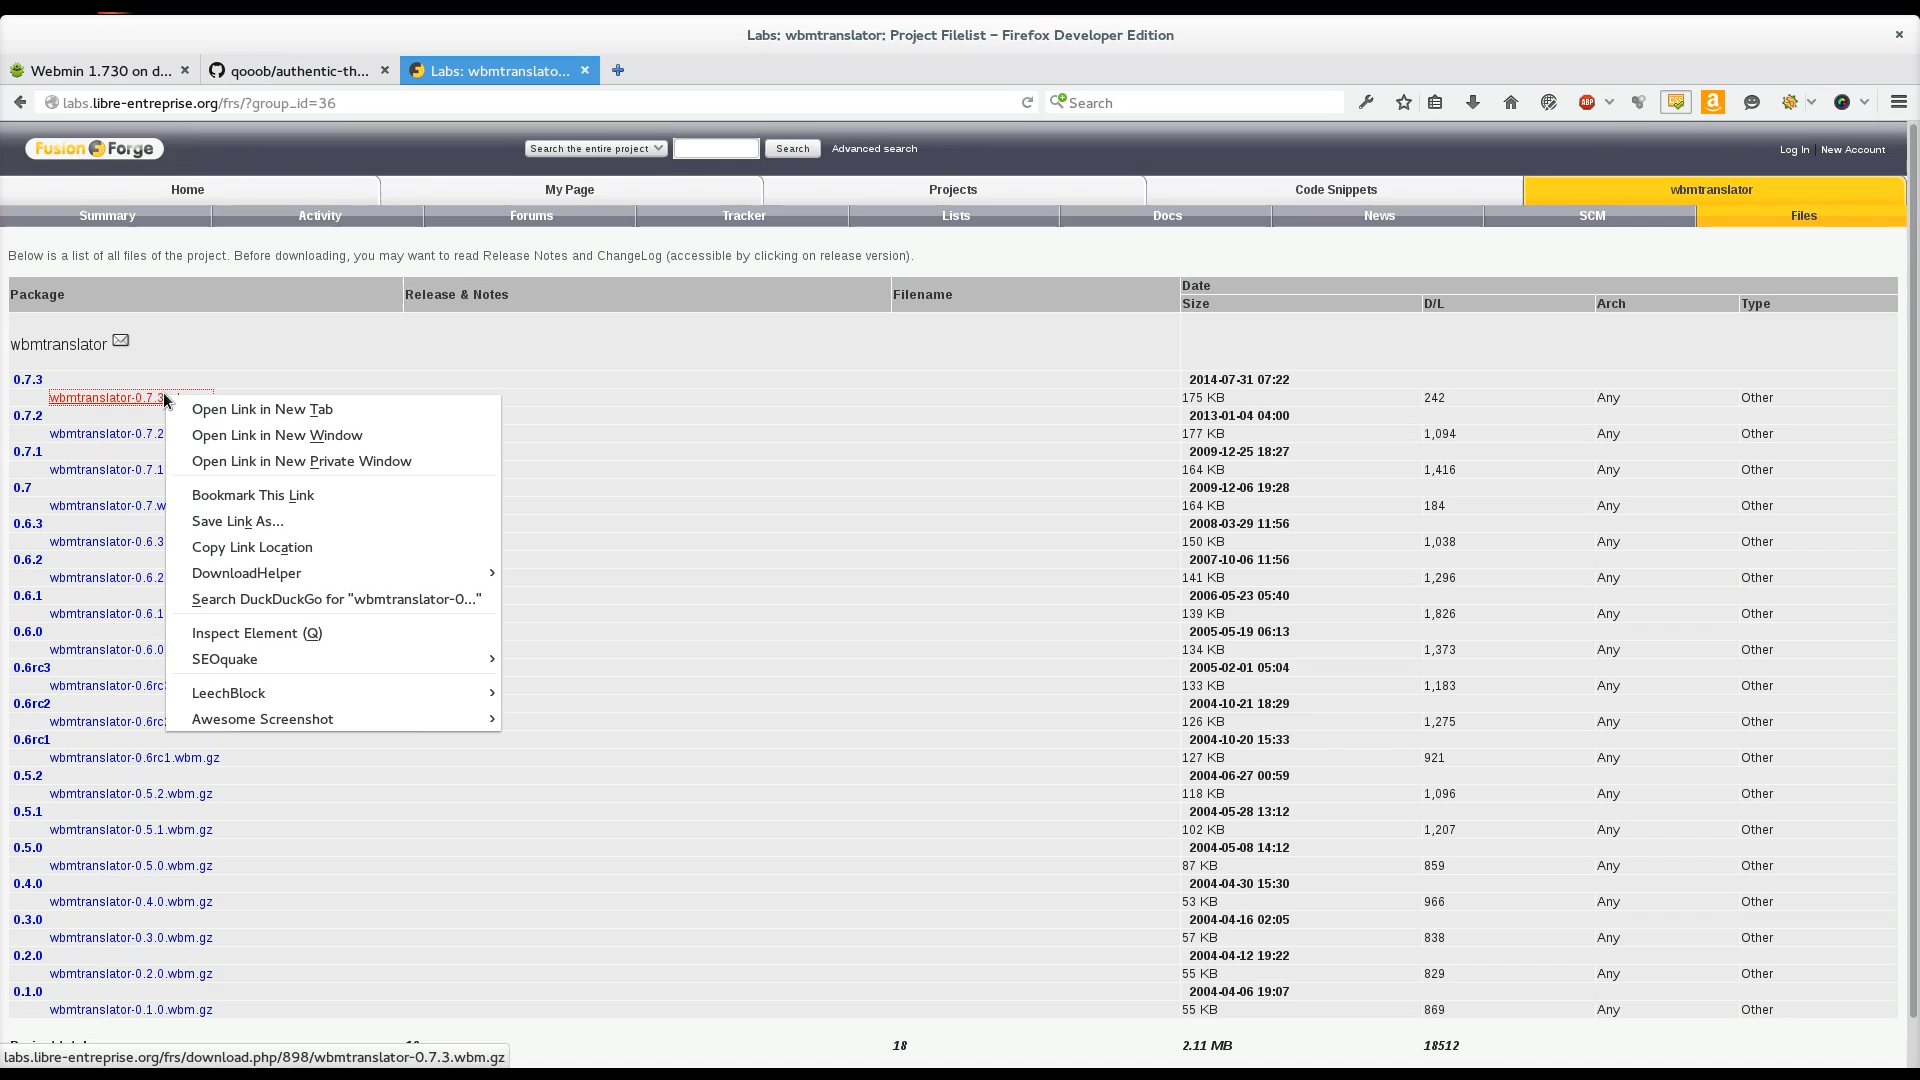 Labs: wbmtranslator: Project Filelist – Firefox Developer Edition
Webmin 1.730 on d... qooob/authentic-th... Labs: wbmtranslato...
labs.libre-entreprise.org/frs/?group_id=36 Search
ABP a
Fusion Forge Search the entire project Search Advanced search Log In New Account
Home My Page Projects Code Snippets wbmtranslator
Summary Activity Forums Tracker Lists Docs News SCM Files
Below is a list of all files of the project. Before downloading, you may want to read Release Notes and ChangeLog (accessible by clicking on release version).
Package Release & Notes Filename Date
Size D/L Arch Type
wbmtranslator
0.7.3 2014-07-31 07:22
wbmtranslator-0.7.3 175 KB 242 Any Other
0.7.2 2013-01-04 04:00
wbmtranslator-0.7.2 177 KB 1,094 Any Other
0.7.1 2009-12-25 18:27
wbmtranslator-0.7.1 164 KB 1,416 Any Other
0.7 2009-12-06 19:28
wbmtranslator-0.7.w 164 KB 184 Any Other
0.6.3 2008-03-29 11:56
wbmtranslator-0.6.3 150 KB 1,038 Any Other
0.6.2 2007-10-06 11:56
wbmtranslator-0.6.2 141 KB 1,296 Any Other
0.6.1 2006-05-23 05:40
wbmtranslator-0.6.1 139 KB 1,826 Any Other
0.6.0 2005-05-19 06:13
wbmtranslator-0.6.0 134 KB 1,373 Any Other
0.6rc3 2005-02-01 05:04
wbmtranslator-0.6rc 133 KB 1,183 Any Other
0.6rc2 2004-10-21 18:29
wbmtranslator-0.6rc 126 KB 1,275 Any Other
0.6rc1 2004-10-20 15:33
wbmtranslator-0.6rc1.wbm.gz 127 KB 921 Any Other
0.5.2 2004-06-27 00:59
wbmtranslator-0.5.2.wbm.gz 118 KB 1,096 Any Other
0.5.1 2004-05-28 13:12
wbmtranslator-0.5.1.wbm.gz 102 KB 1,207 Any Other
0.5.0 2004-05-08 14:12
wbmtranslator-0.5.0.wbm.gz 87 KB 859 Any Other
0.4.0 2004-04-30 15:30
wbmtranslator-0.4.0.wbm.gz 53 KB 966 Any Other
0.3.0 2004-04-16 02:05
wbmtranslator-0.3.0.wbm.gz 57 KB 838 Any Other
0.2.0 2004-04-12 19:22
wbmtranslator-0.2.0.wbm.gz 55 KB 829 Any Other
0.1.0 2004-04-06 19:07
wbmtranslator-0.1.0.wbm.gz 55 KB 869 Any Other
18 2.11 MB 18512
Open Link in New Tab
Open Link in New Window
Open Link in New Private Window
Bookmark This Link
Save Link As...
Copy Link Location
DownloadHelper
Search DuckDuckGo for "wbmtranslator-0..."
Inspect Element (Q)
SEOquake
LeechBlock
Awesome Screenshot
labs.libre-entreprise.org/frs/download.php/898/wbmtranslator-0.7.3.wbm.gz